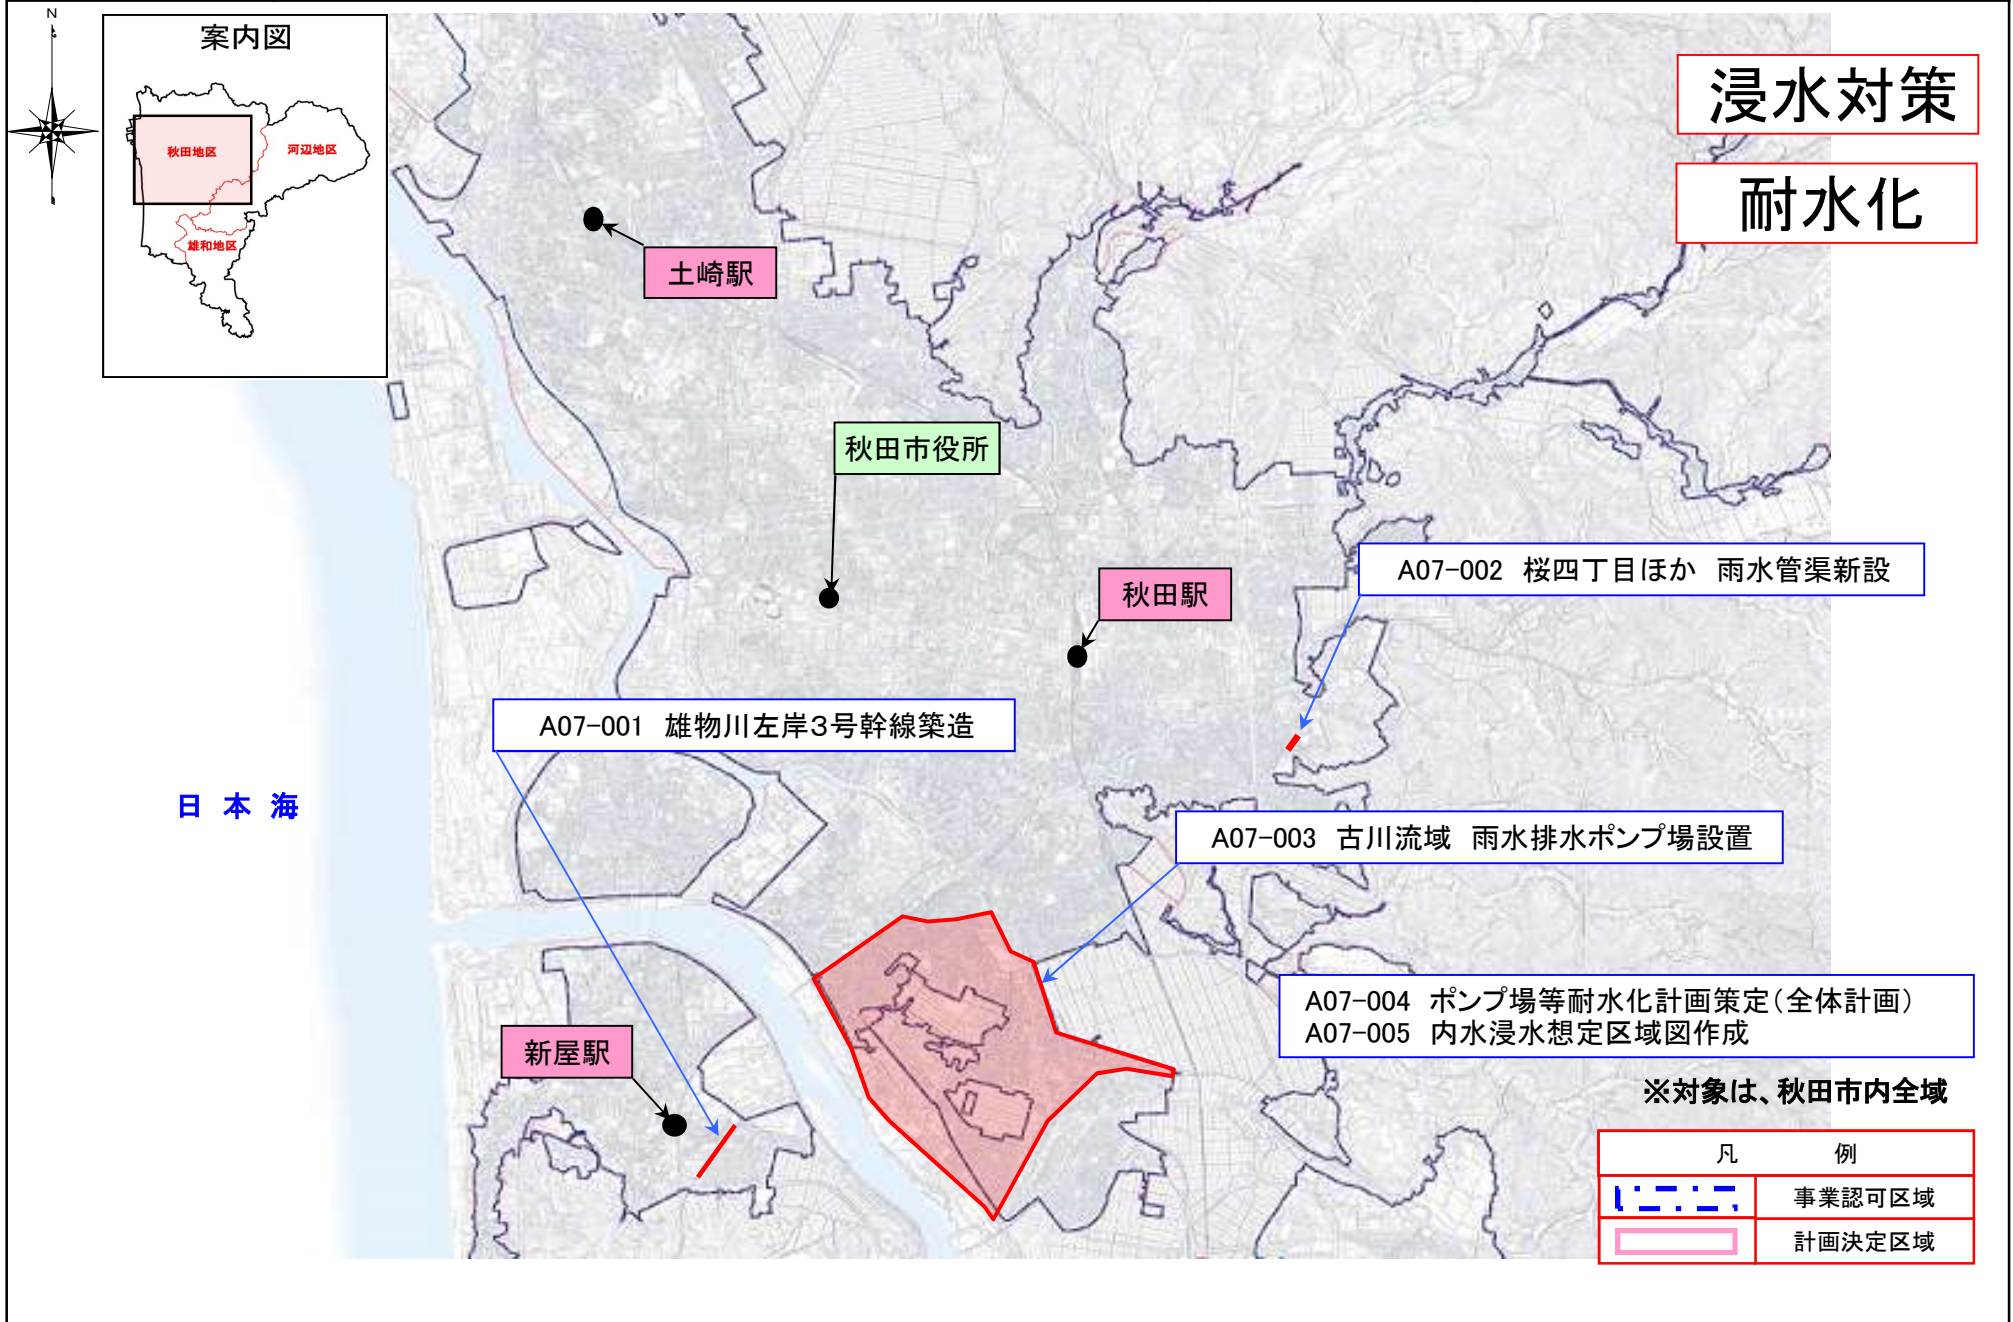 N
案内図
秋田地区
河辺地区
雄和地区
浸水対策
耐水化
土崎駅
秋田市役所
秋田駅
A07-002 桜四丁目ほか 雨水管渠新設
A07-001 雄物川左岸3号幹線築造
日本海
A07-003 古川流域 雨水排水ポンプ場設置
A07-004 ポンプ場等耐水化計画策定(全体計画)
A07-005 内水浸水想定区域図作成
新屋駅
※対象は、秋田市内全域
凡 例
事業認可区域
計画決定区域